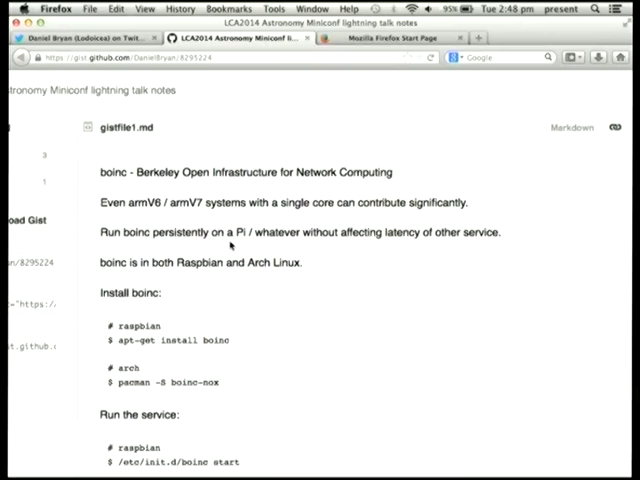 Firefox File Edit View History Bookmarks Tools Window Help 95% Tue 2:48 pm present
LCA2014 Astronomy Miniconf lightning talk notes
Daniel Bryan (Lodoicea) on Twit... LCA2014 Astronomy Miniconf li... Mozilla Firefox Start Page
https://gist.github.com/DanielBryan/8295224 Google
stronomy Miniconf lightning talk notes
gistfile1.md Markdown
3
boinc - Berkeley Open Infrastructure for Network Computing
1
Even armV6 / armV7 systems with a single core can contribute significantly.
oad Gist
Run boinc persistently on a Pi / whatever without affecting latency of other service.
n/8295224
boinc is in both Raspbian and Arch Linux.
Install boinc:
="https:/
# raspbian
$ apt-get install boinc
st.github.c
# arch
$ pacman -S boinc-nox
Run the service:
# raspbian
$ /etc/init.d/boinc start